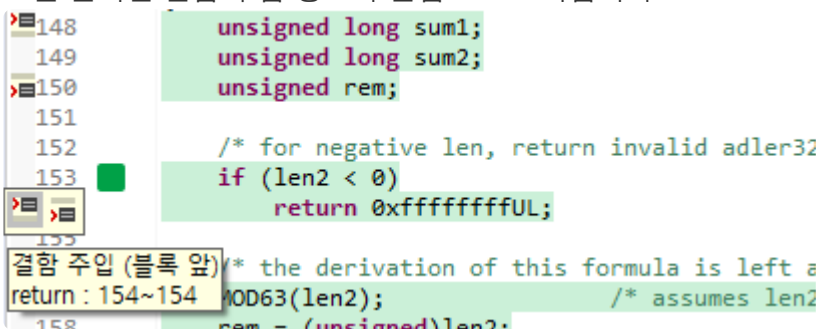 148 unsigned long sum1;
149 unsigned long sum2;
150 unsigned rem;
151
152 /* for negative len, return invalid adler32
153 if (len2 < 0)
return 0xffffffffUL;
155
결함 주입 (블록 앞) /* the derivation of this formula is left a
return : 154~154 MOD63(len2); /* assumes len2
158 rem = (unsigned)len2;